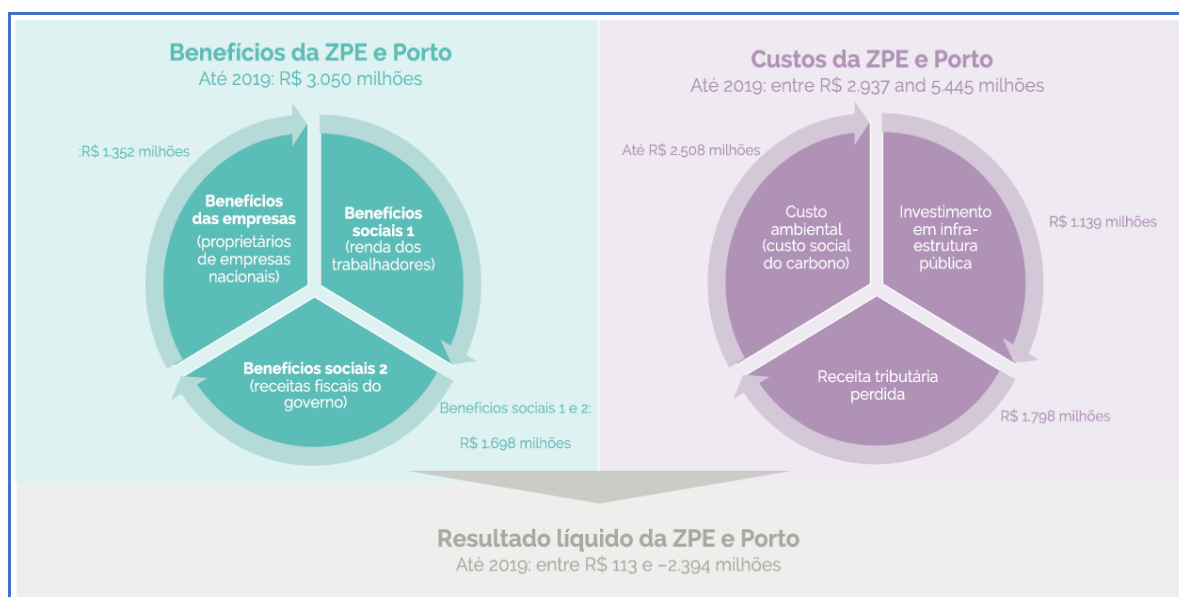 Benefícios da ZPE e Porto
Até 2019: R$ 3.050 milhões
:R$ 1.352 milhões
Benefícios
das empresas
(proprietários
de empresas
nacionais)
Benefícios
sociais 1
(renda dos
trabalhadores)
Benefícios sociais 2
(receitas fiscais do
governo)
Benefícios sociais 1 e 2:
R$ 1.698 milhões
Custos da ZPE e Porto
Até 2019: entre R$ 2.937 and 5.445 milhões
Até R$ 2.508 milhões
Custo
ambiental
(custo social
do carbono)
Investimento
em infra-
estrutura
pública
R$ 1.139 milhões
Receita tributária
perdida
R$ 1.798 milhões
Resultado líquido da ZPE e Porto
Até 2019: entre R$ 113 e –2.394 milhões